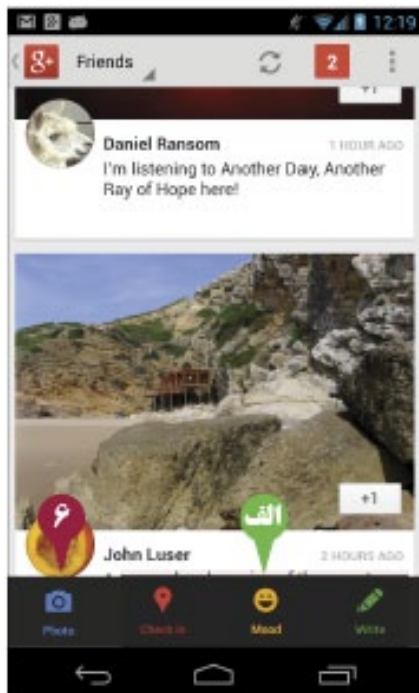 12:19
g+ Friends 2
+1
Daniel Ransom 1 HOUR AGO
I'm listening to Another Day, Another
Ray of Hope here!
+1
۶ الف
John Luser 2 HOURS AGO
Photo Check in Mood Write